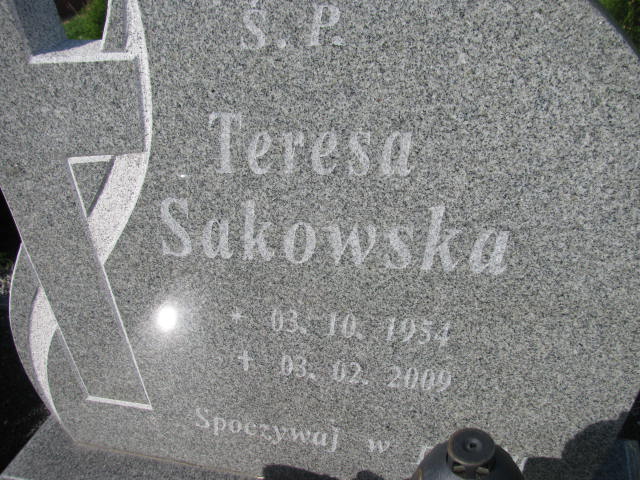 Ś. P.
Teresa
Sakowska
* 03. 10. 1954
† 03. 02. 2009
Spoczywaj w